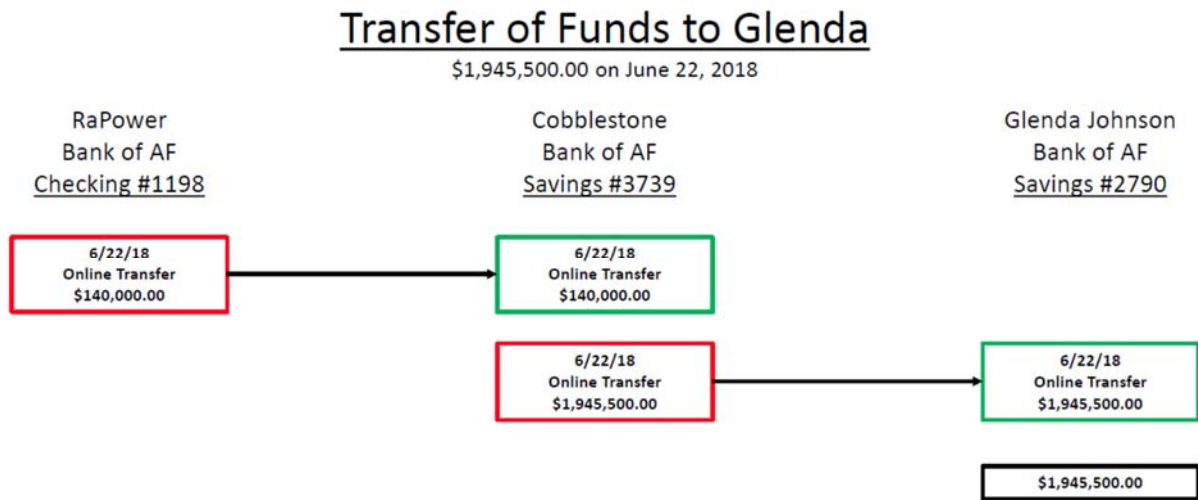 Transfer of Funds to Glenda
$1,945,500.00 on June 22, 2018
RaPower
Bank of AF
Checking #1198
Cobblestone
Bank of AF
Savings #3739
Glenda Johnson
Bank of AF
Savings #2790
6/22/18
Online Transfer
$140,000.00
6/22/18
Online Transfer
$140,000.00
6/22/18
Online Transfer
$1,945,500.00
6/22/18
Online Transfer
$1,945,500.00
$1,945,500.00